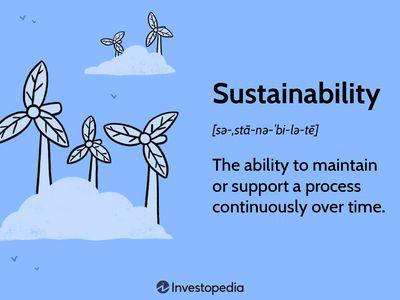 Sustainability
[sə-ˌstā-nə-ˈbi-lə-tē]
The ability to maintain
or support a process
continuously over time.
Investopedia